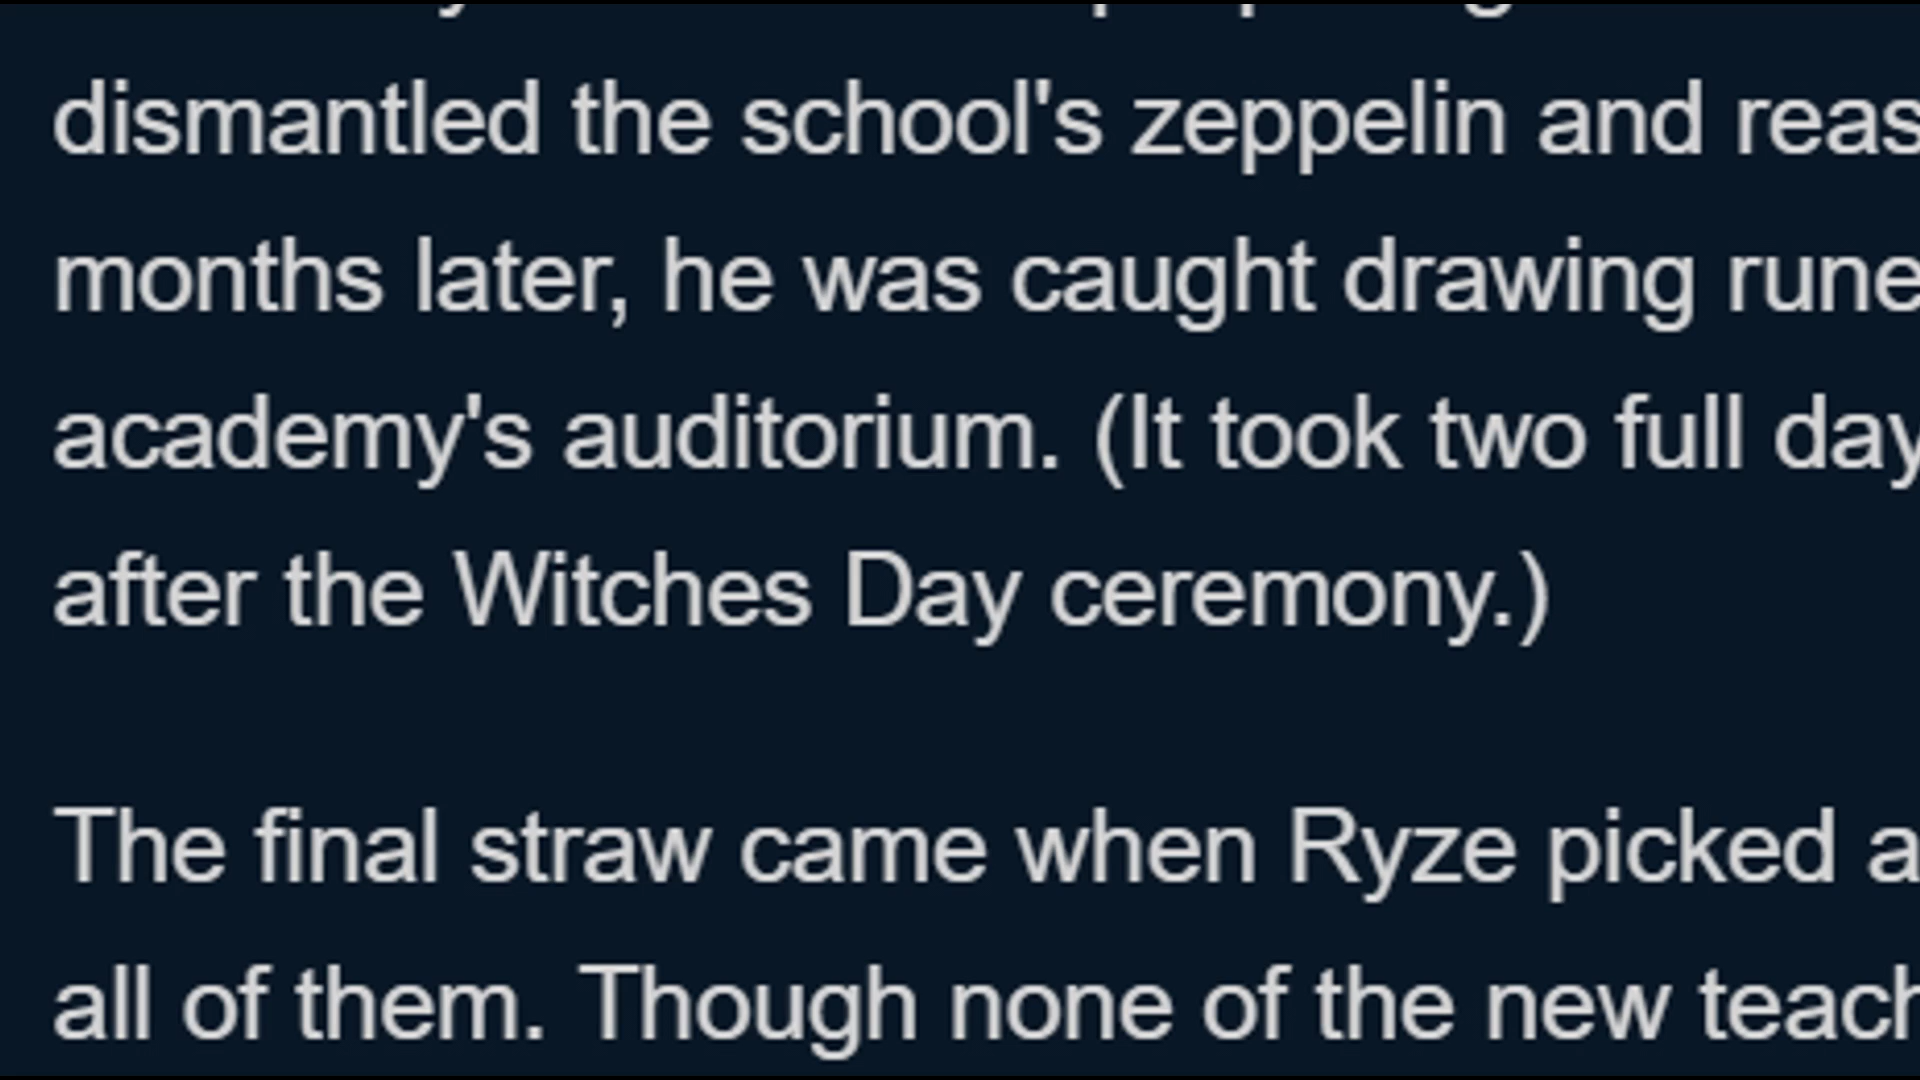 dismantled the school's zeppelin and reas
months later, he was caught drawing rune
academy's auditorium. (It took two full day
after the Witches Day ceremony.)
The final straw came when Ryze picked a
all of them. Though none of the new teach